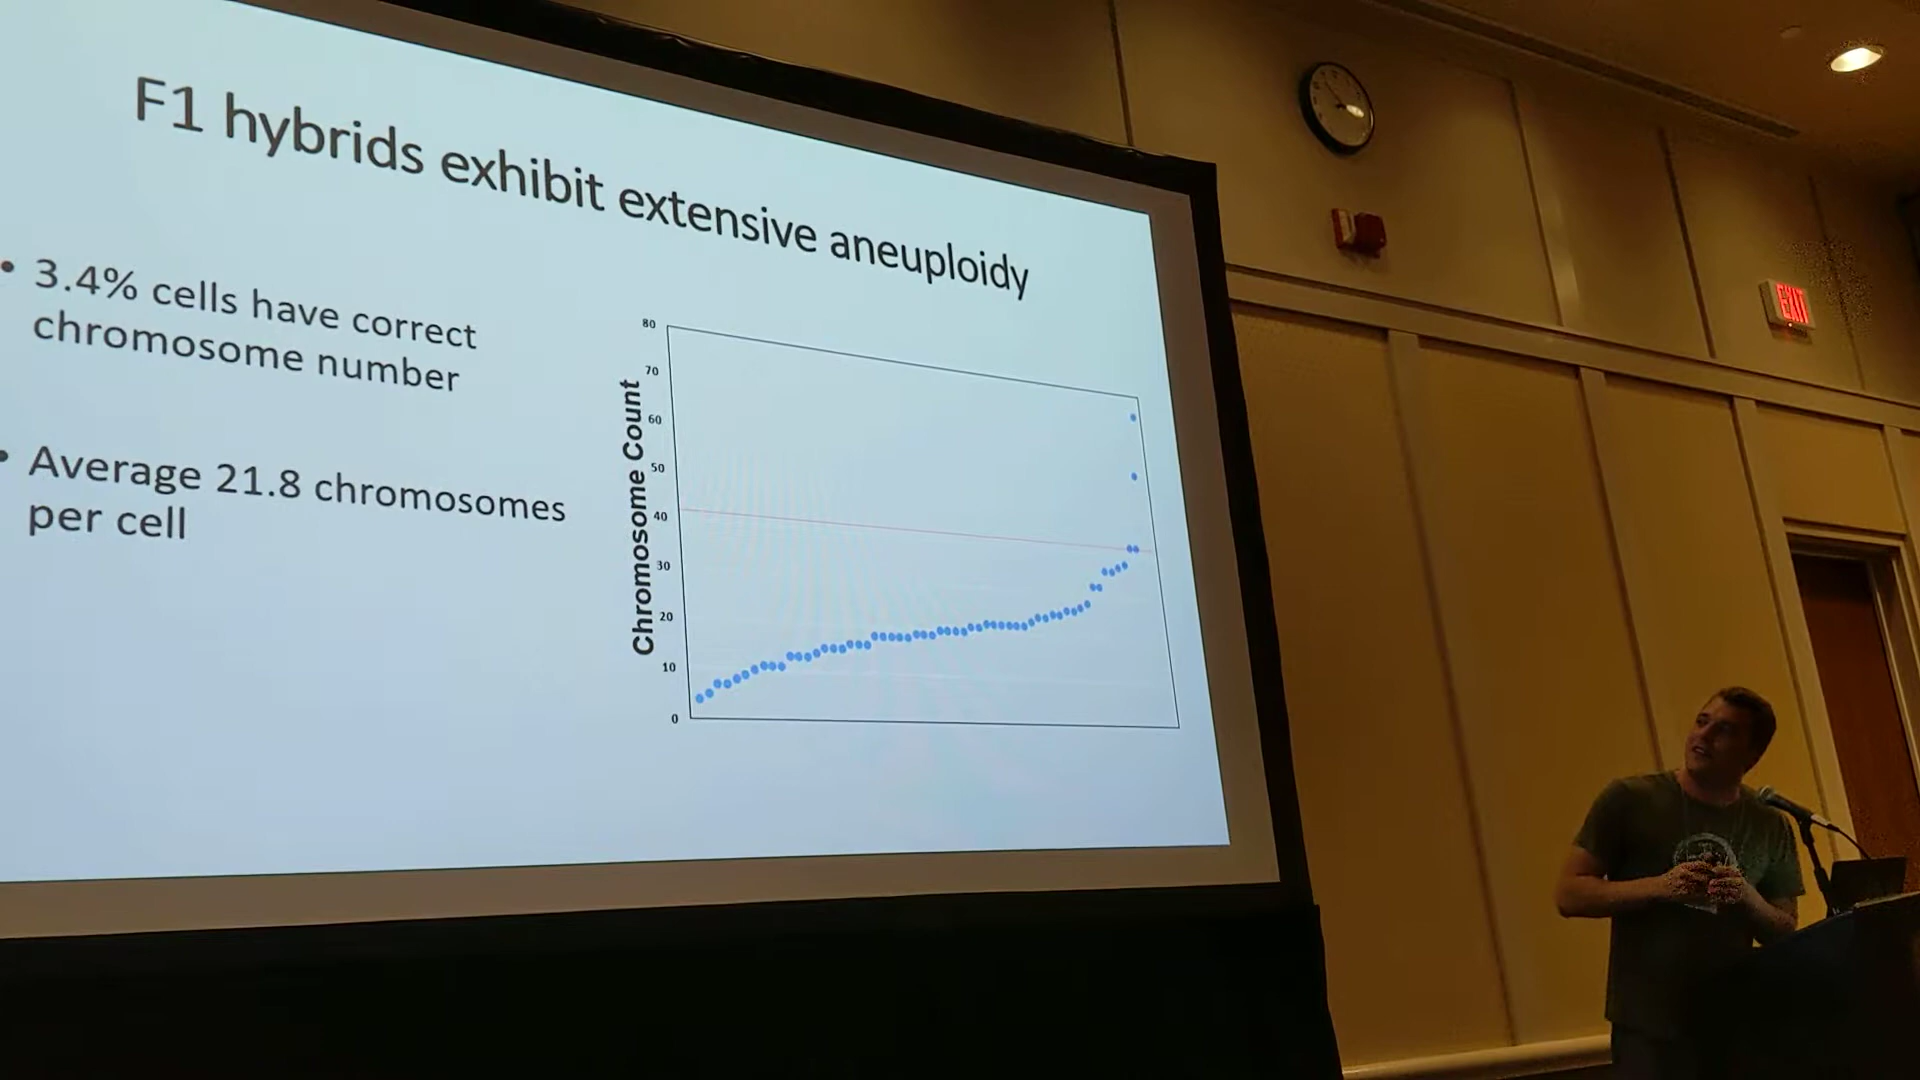 F1 hybrids exhibit extensive aneuploidy
• 3.4% cells have correct
chromosome number
• Average 21.8 chromosomes
per cell
Chromosome Count
80
70
60
50
40
30
20
10
0
EXIT